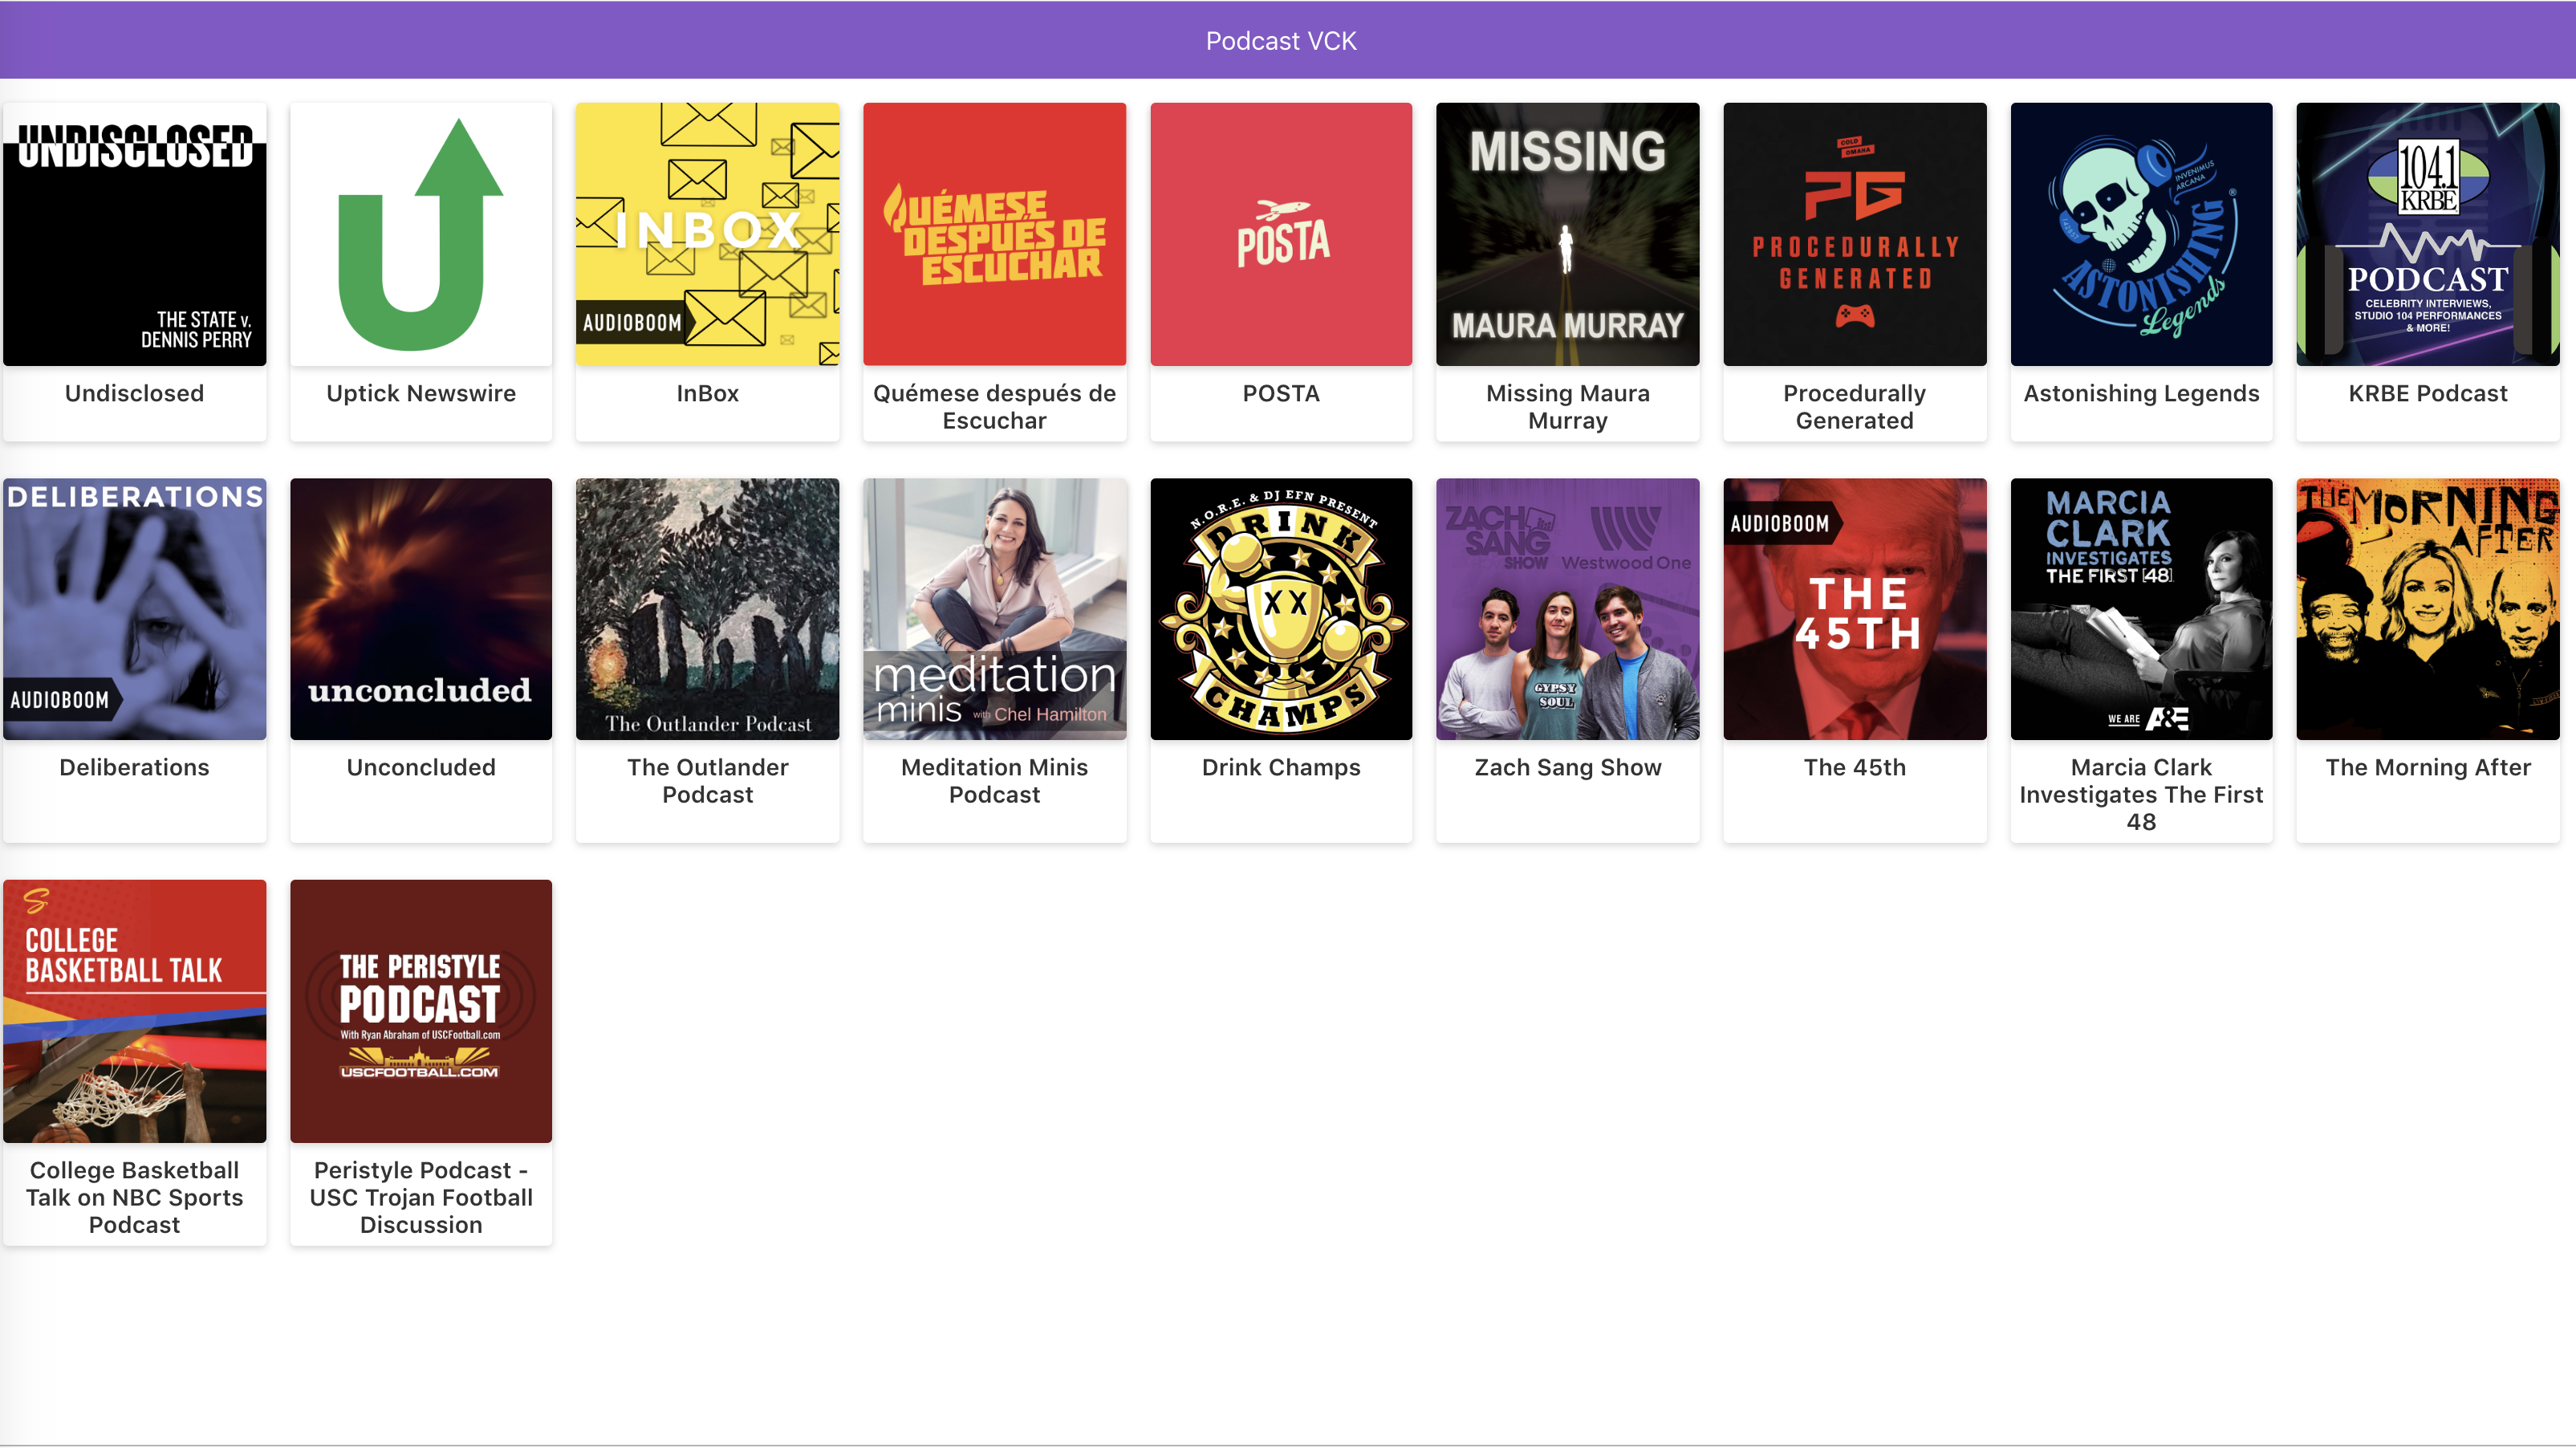 Podcast VCK
UNDISCLOSED
THE STATE v.
DENNIS PERRY
Undisclosed
Uptick Newswire
INBOX
AUDIOBOOM
InBox
QUÉMESE
DESPUÉS DE
ESCUCHAR
Quémese después de
Escuchar
POSTA
POSTA
MISSING
MAURA MURRAY
Missing Maura
Murray
COLD
OMAHA
PG
PROCEDURALLY
GENERATED
Procedurally
Generated
INVENIMUS
ARCANA
ASTONISHING
Legends
Astonishing Legends
104.1
KRBE
PODCAST
CELEBRITY INTERVIEWS,
STUDIO 104 PERFORMANCES
& MORE!
KRBE Podcast
DELIBERATIONS
AUDIOBOOM
Deliberations
unconcluded
Unconcluded
The Outlander Podcast
The Outlander
Podcast
meditation
minis with Chel Hamilton
Meditation Minis
Podcast
N.O.R.E. & DJ EFN PRESENT
DRINK
CHAMPS
Drink Champs
ZACH
SANG
SHOW
Westwood One
GYPSY
SOUL
Zach Sang Show
AUDIOBOOM
THE
45TH
The 45th
MARCIA
CLARK
INVESTIGATES
THE FIRST [48]
WE ARE A&E
Marcia Clark
Investigates The First
48
THE MORNING
AFTER
The Morning After
S
COLLEGE
BASKETBALL TALK
College Basketball
Talk on NBC Sports
Podcast
THE PERISTYLE
PODCAST
With Ryan Abraham of USCFootball.com
USCFOOTBALL.COM
Peristyle Podcast -
USC Trojan Football
Discussion